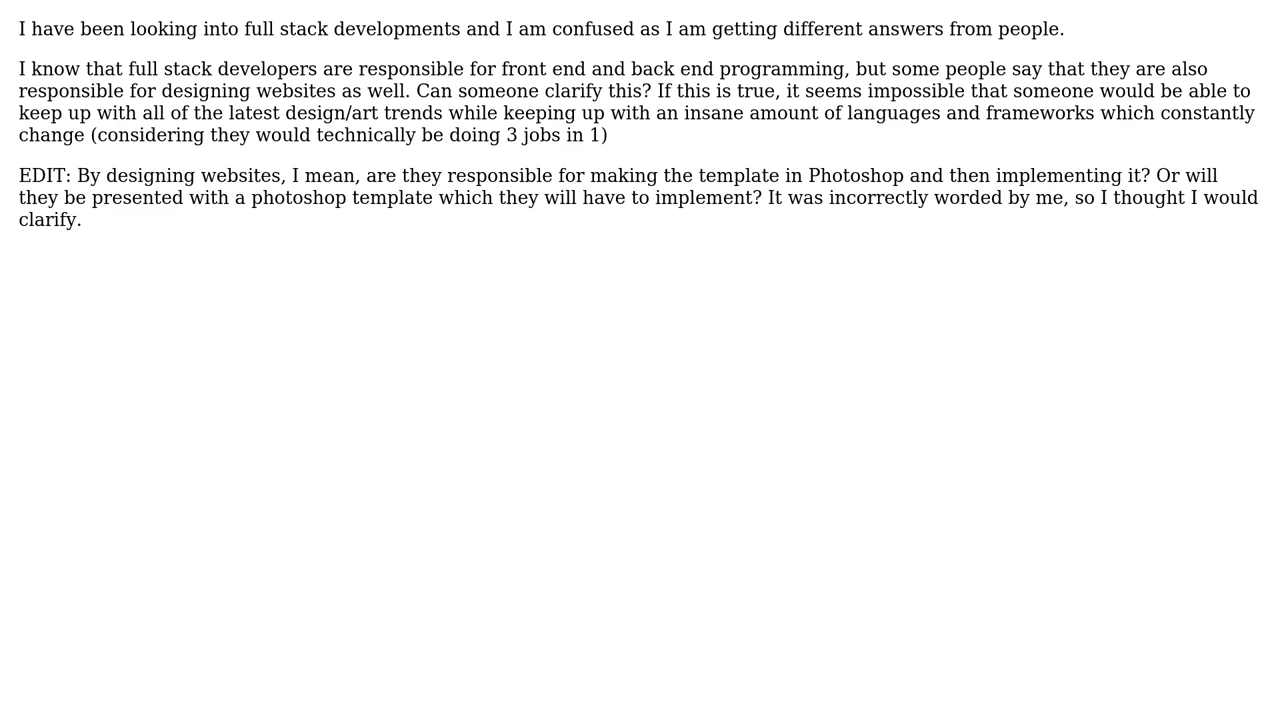 I have been looking into full stack developments and I am confused as I am getting different answers from people.
I know that full stack developers are responsible for front end and back end programming, but some people say that they are also
responsible for designing websites as well. Can someone clarify this? If this is true, it seems impossible that someone would be able to
keep up with all of the latest design/art trends while keeping up with an insane amount of languages and frameworks which constantly
change (considering they would technically be doing 3 jobs in 1)
EDIT: By designing websites, I mean, are they responsible for making the template in Photoshop and then implementing it? Or will
they be presented with a photoshop template which they will have to implement? It was incorrectly worded by me, so I thought I would
clarify.